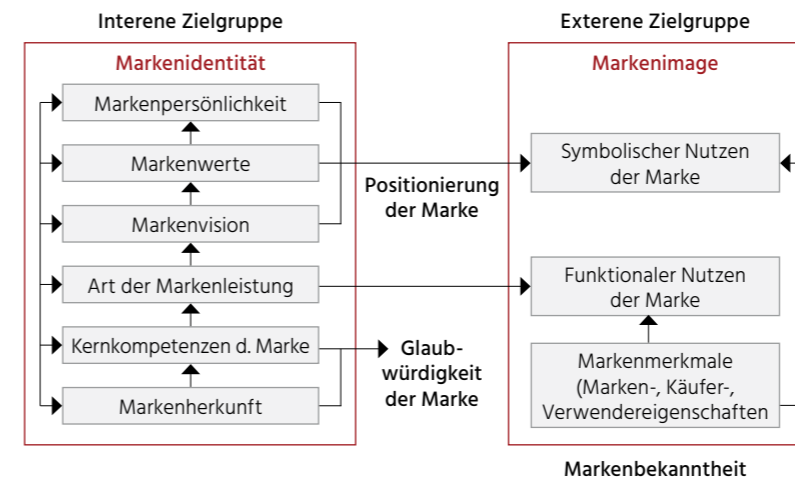 Interene Zielgruppe
Markenidentität
Markenpersönlichkeit
Markenwerte
Markenvision
Art der Markenleistung
Kernkompetenzen d. Marke
Markenherkunft
Positionierung
der Marke
Glaub-
würdigkeit
der Marke
Exterene Zielgruppe
Markenimage
Symbolischer Nutzen
der Marke
Funktionaler Nutzen
der Marke
Markenmerkmale
(Marken-, Käufer-,
Verwendereigenschaften
Markenbekanntheit